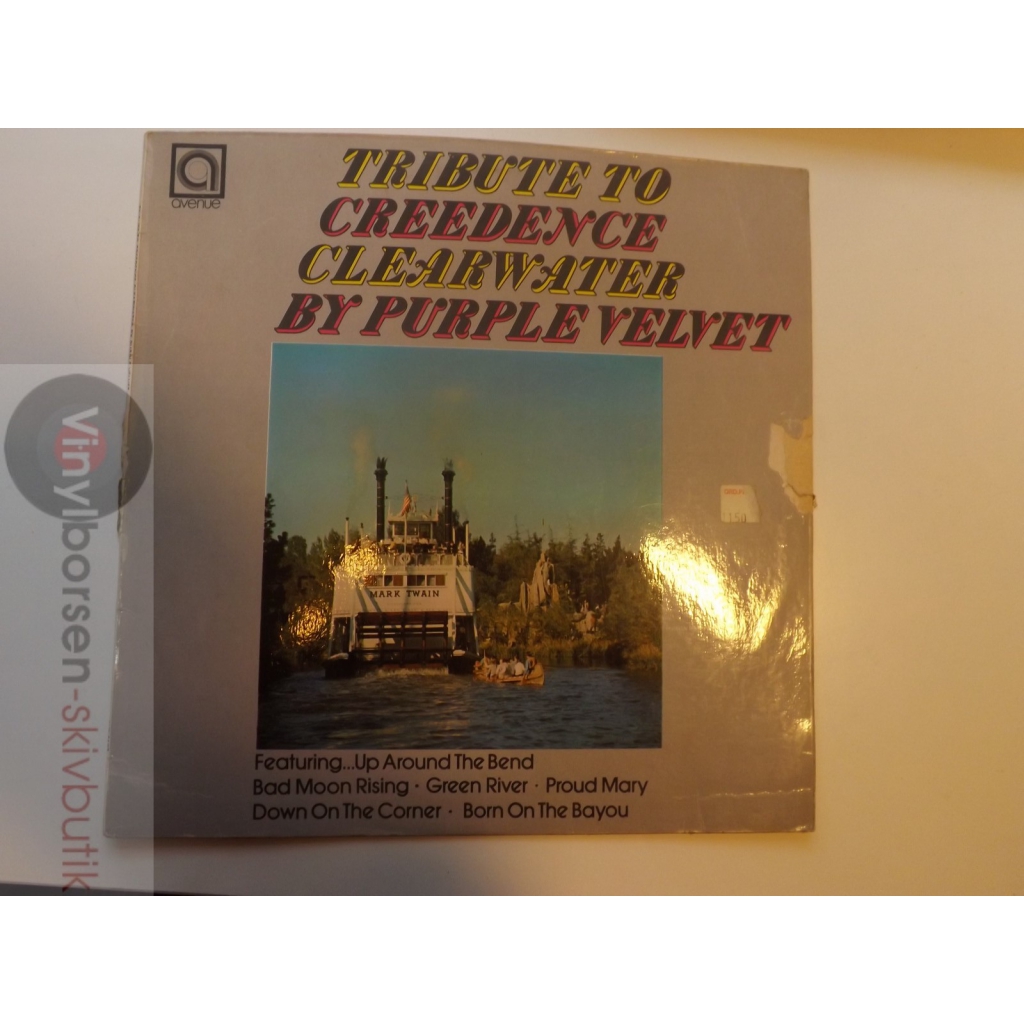 avenue
TRIBUTE TO
CREEDENCE
CLEARWATER
BY PURPLE VELVET
MARK TWAIN
Featuring...Up Around The Bend
Bad Moon Rising · Green River · Proud Mary
Down On The Corner · Born On The Bayou
Vinylborsen-skivbutik